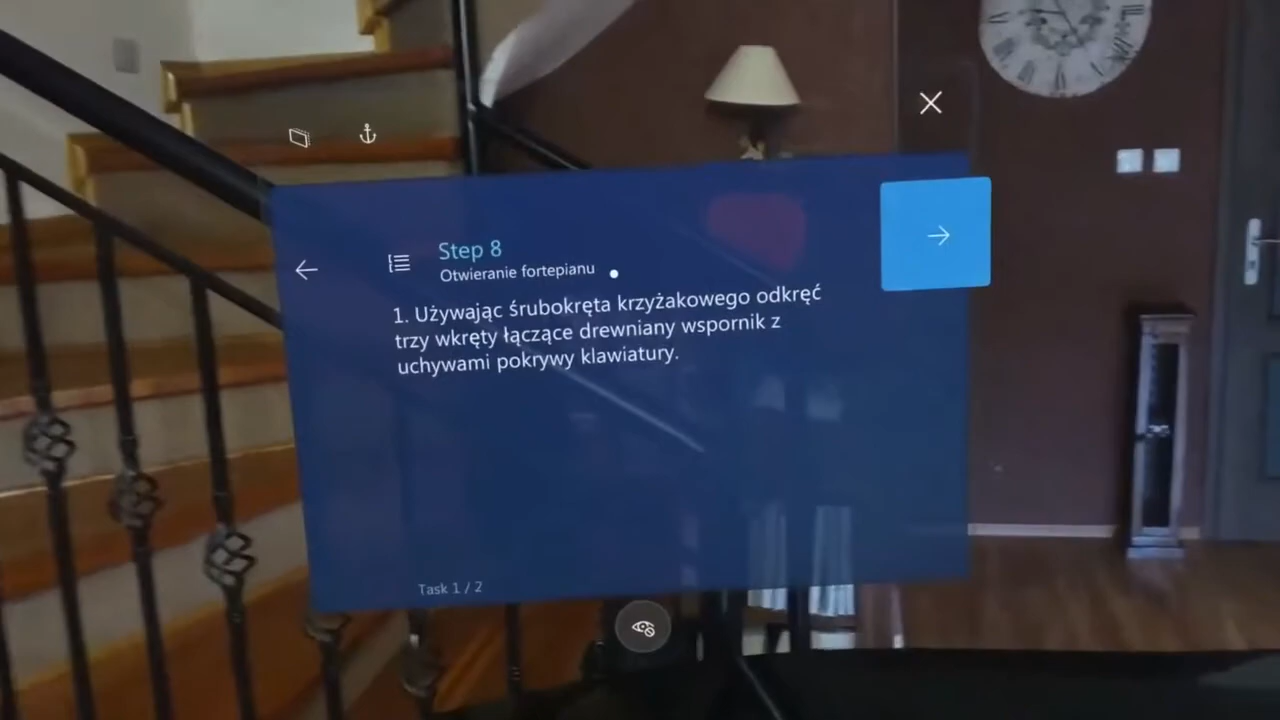 Step 8
Otwieranie fortepianu
1. Używając śrubokręta krzyżakowego odkręć
trzy wkręty łączące drewniany wspornik z
uchwytami pokrywy klawiatury.
Task 1 / 2